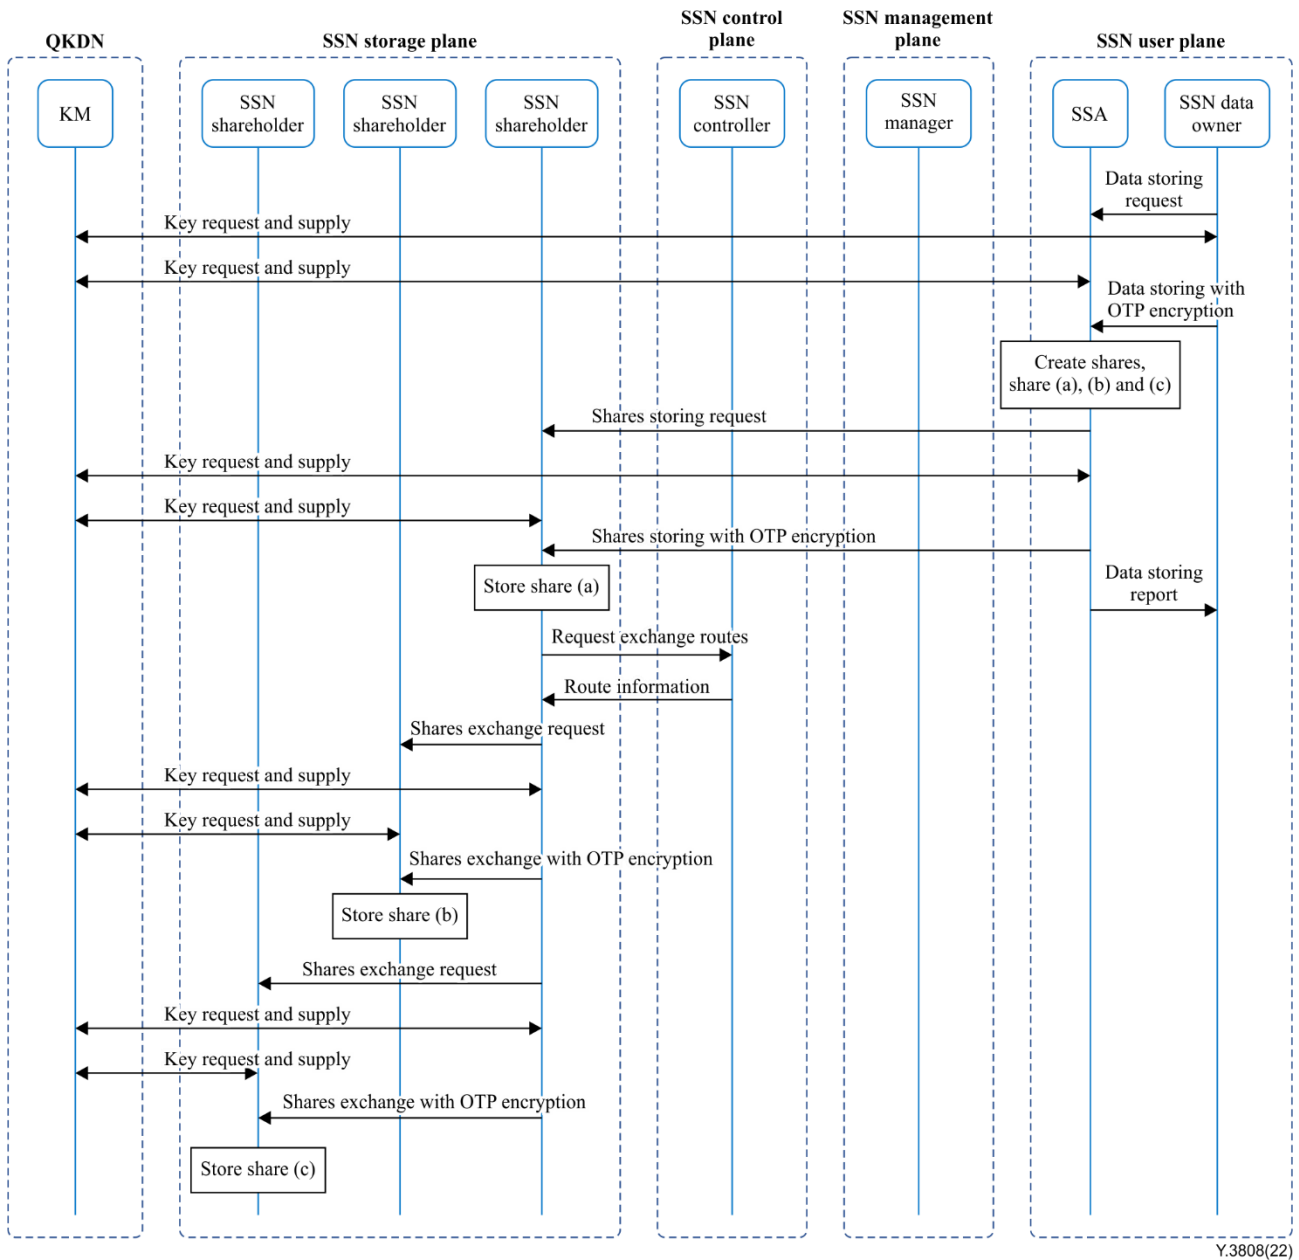 QKDN
SSN storage plane
SSN control
plane
SSN management
plane
SSN user plane
KM
SSN
shareholder
SSN
shareholder
SSN
shareholder
SSN
controller
SSN
manager
SSA
SSN data
owner
Data storing
request
Key request and supply
Key request and supply
Data storing with
OTP encryption
Create shares,
share (a), (b) and (c)
Shares storing request
Key request and supply
Key request and supply
Shares storing with OTP encryption
Store share (a)
Data storing
report
Request exchange routes
Route information
Shares exchange request
Key request and supply
Key request and supply
Shares exchange with OTP encryption
Store share (b)
Shares exchange request
Key request and supply
Key request and supply
Shares exchange with OTP encryption
Store share (c)
Y.3808(22)